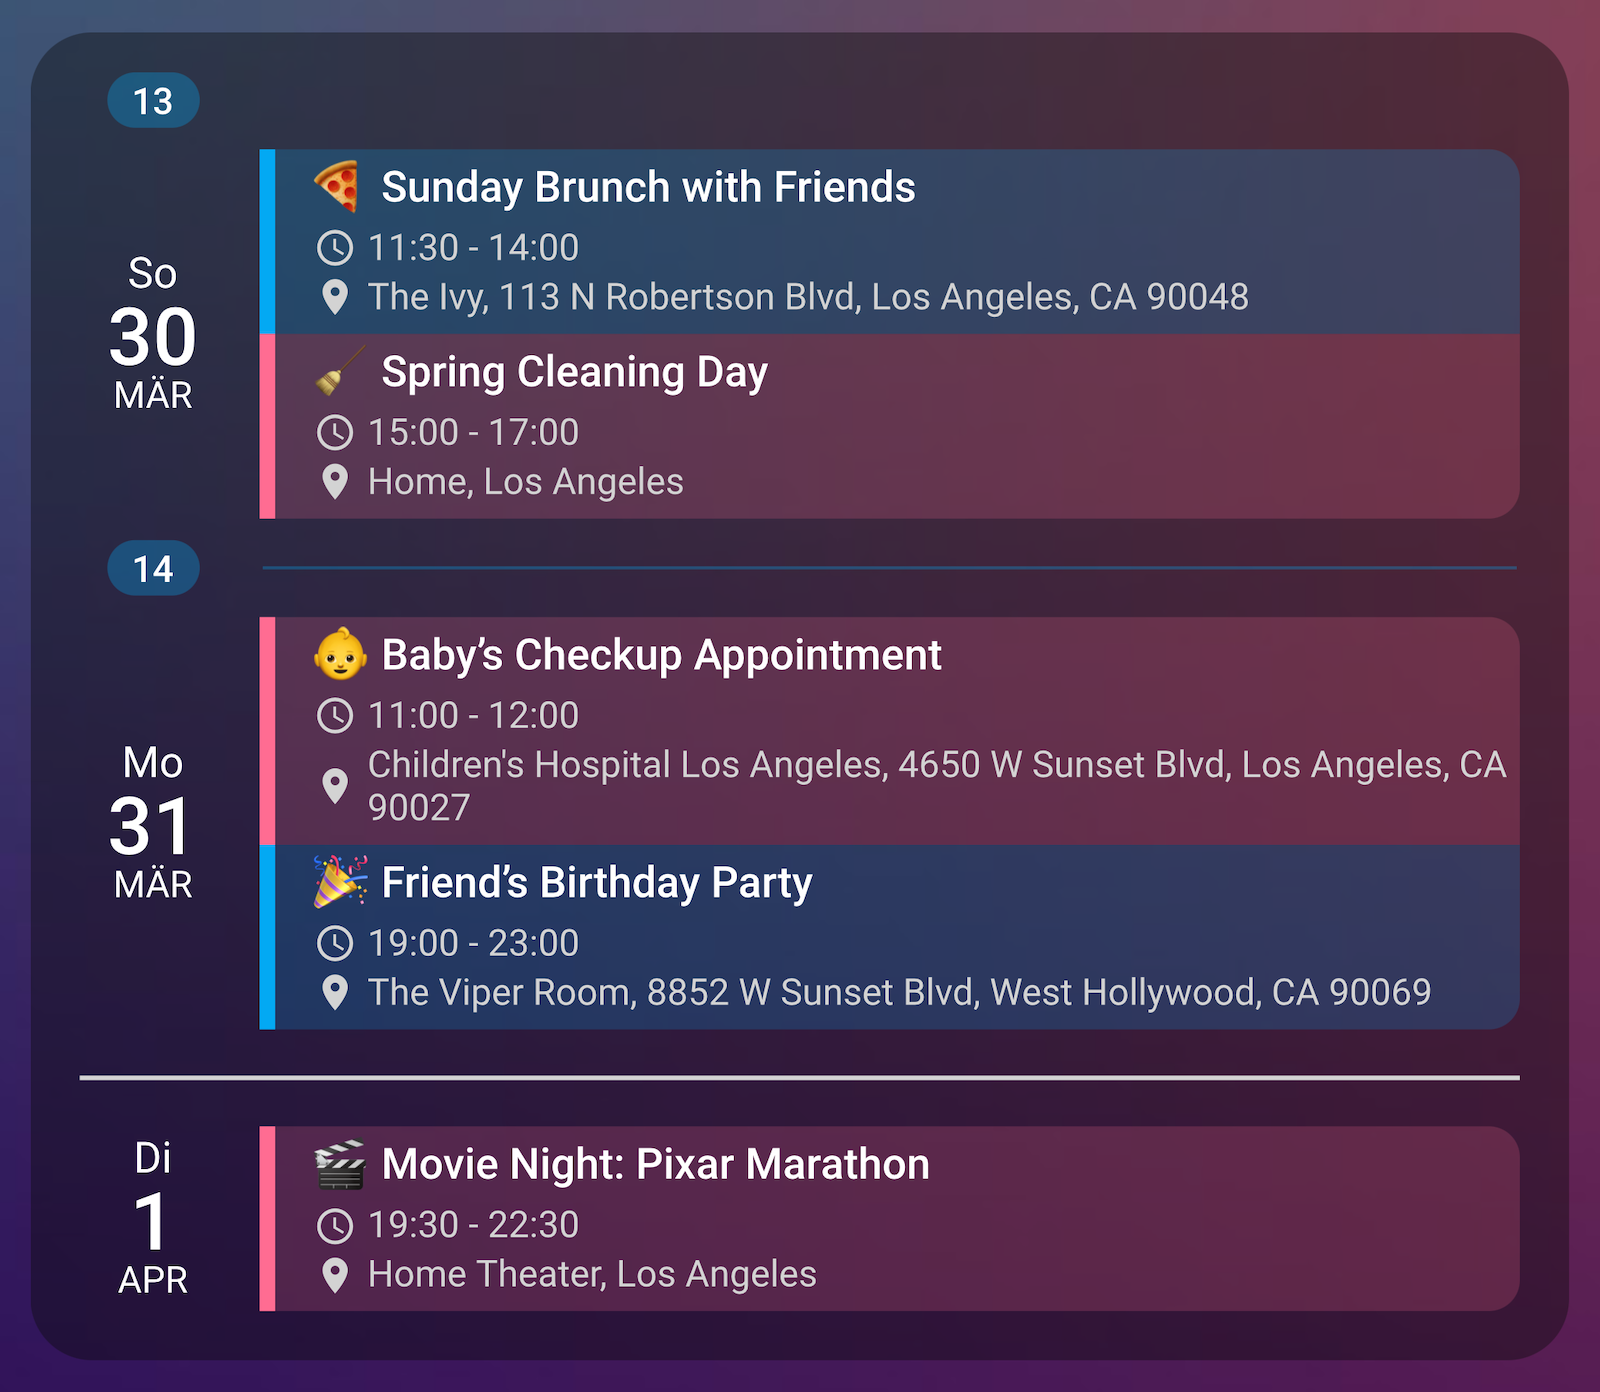 13
So
30
MÄR
🍕 Sunday Brunch with Friends
11:30 - 14:00
The Ivy, 113 N Robertson Blvd, Los Angeles, CA 90048
🧹 Spring Cleaning Day
15:00 - 17:00
Home, Los Angeles
14
Mo
31
MÄR
👶 Baby’s Checkup Appointment
11:00 - 12:00
Children's Hospital Los Angeles, 4650 W Sunset Blvd, Los Angeles, CA
90027
🎉 Friend’s Birthday Party
19:00 - 23:00
The Viper Room, 8852 W Sunset Blvd, West Hollywood, CA 90069
Di
1
APR
🎬 Movie Night: Pixar Marathon
19:30 - 22:30
Home Theater, Los Angeles